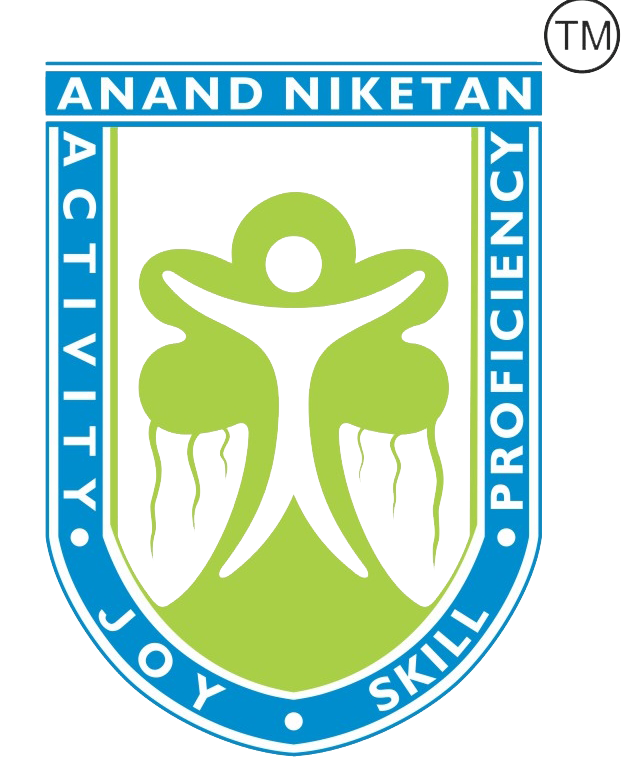 TM
ANAND NIKETAN
ACTIVITY
PROFICIENCY
JOY
SKILL